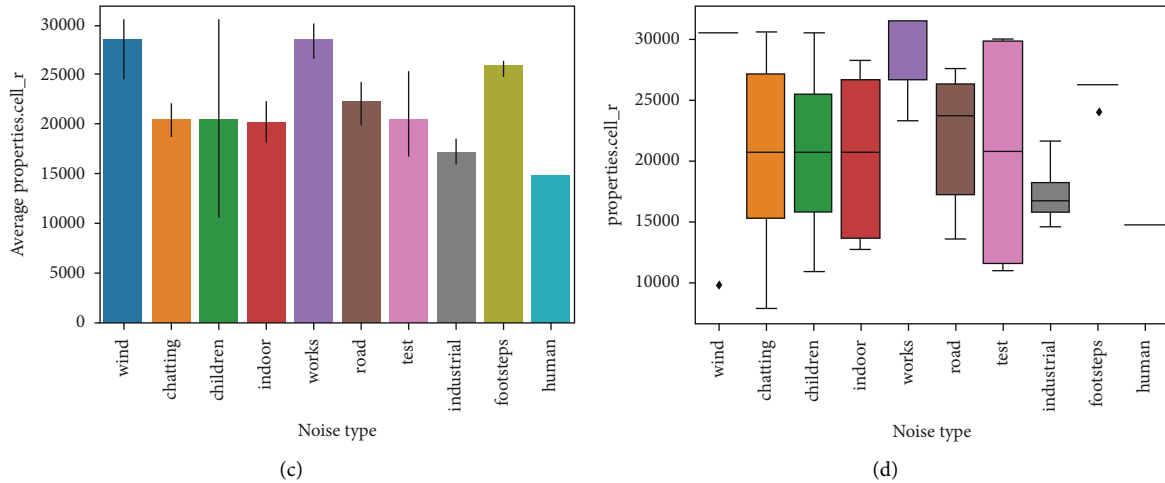 30000
25000
20000
15000
10000
5000
0
Average properties.cell_r
wind
chatting
children
indoor
works
road
test
industrial
footsteps
human
Noise type
(c)
30000
25000
20000
15000
10000
properties.cell_r
wind
chatting
children
indoor
works
road
test
industrial
footsteps
human
Noise type
(d)